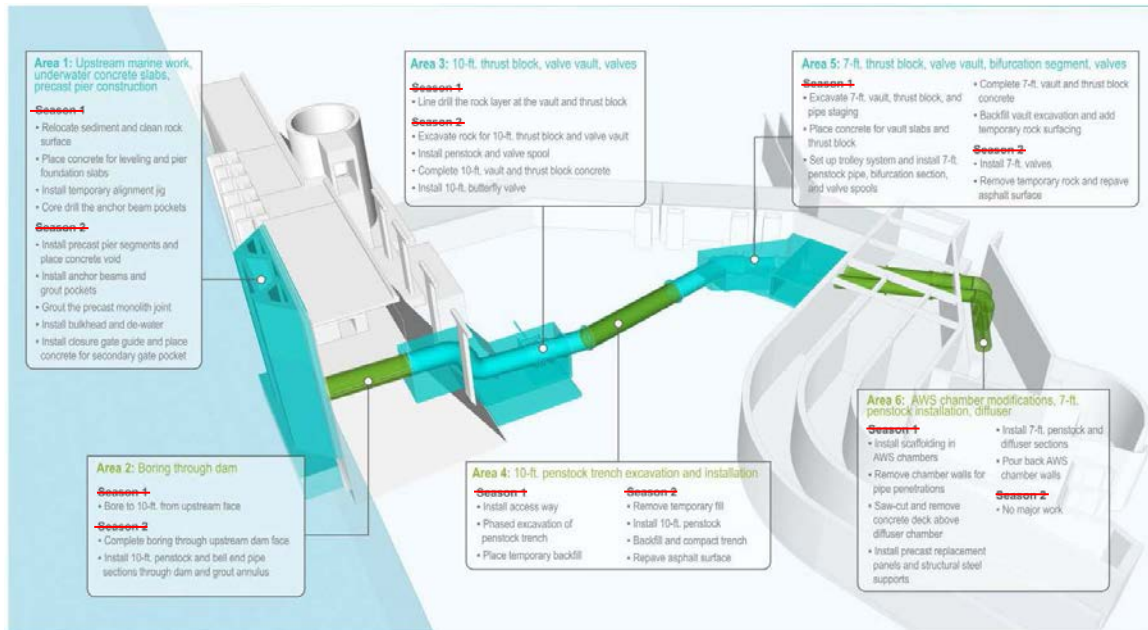 Area 1: Upstream marine work,
underwater concrete slabs,
precast pier construction
Season 1
• Relocate sediment and clean rock
surface
• Place concrete for leveling and pier
foundation slabs
• Install temporary alignment jig
• Core drill the anchor beam pockets
Season 2
• Install precast pier segments and
place concrete void
• Install anchor beams and
grout pockets
• Grout the precast monolith joint
• Install bulkhead and de-water
• Install closure gate guide and place
concrete for secondary gate pocket
Area 3: 10-ft. thrust block, valve vault, valves
Season 1
• Line drill the rock layer at the vault and thrust block
Season 2
• Excavate rock for 10-ft. thrust block and valve vault
• Install penstock and valve spool
• Complete 10-ft. vault and thrust block concrete
• Install 10-ft. butterfly valve
Area 5: 7-ft. thrust block, valve vault, bifurcation segment, valves
Season 1
• Excavate 7-ft. vault, thrust block, and
pipe staging
• Place concrete for vault slabs and
thrust block
• Set up trolley system and install 7-ft.
penstock pipe, bifurcation section,
and valve spools
• Complete 7-ft. vault and thrust block
concrete
• Backfill vault excavation and add
temporary rock surfacing
Season 2
• Install 7-ft. valves
• Remove temporary rock and repave
asphalt surface
Area 2: Boring through dam
Season 1
• Bore to 10-ft. from upstream face
Season 2
• Complete boring through upstream dam face
• Install 10-ft. penstock and bell end pipe
sections through dam and grout annulus
Area 4: 10-ft. penstock trench excavation and installation
Season 1
• Install access way
• Phased excavation of
penstock trench
• Place temporary backfill
Season 2
• Remove temporary fill
• Install 10-ft. penstock
• Backfill and compact trench
• Repave asphalt surface
Area 6: AWS chamber modifications, 7-ft.
penstock installation, diffuser
Season 1
• Install scaffolding in
AWS chambers
• Remove chamber walls for
pipe penetrations
• Saw-cut and remove
concrete deck above
diffuser chamber
• Install precast replacement
panels and structural steel
supports
• Install 7-ft. penstock and
diffuser sections
• Pour back AWS
chamber walls
Season 2
• No major work